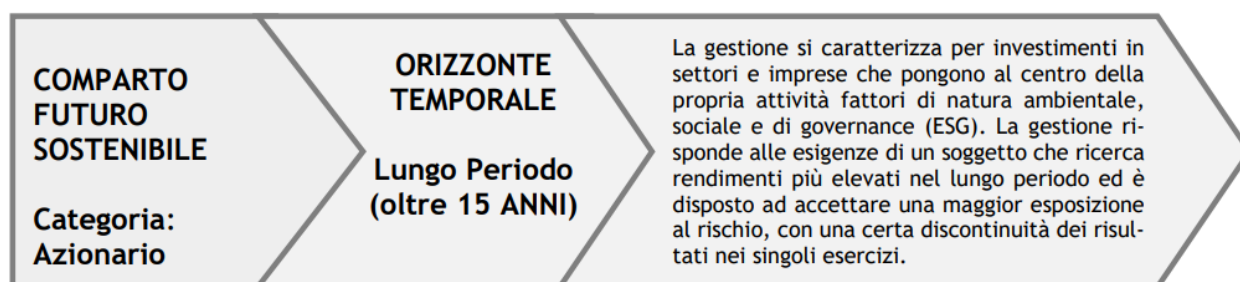 COMPARTO
FUTURO
SOSTENIBILE
Categoria:
Azionario
ORIZZONTE
TEMPORALE
Lungo Periodo
(oltre 15 ANNI)
La gestione si caratterizza per investimenti in
settori e imprese che pongono al centro della
propria attività fattori di natura ambientale,
sociale e di governance (ESG). La gestione ri-
sponde alle esigenze di un soggetto che ricerca
rendimenti più elevati nel lungo periodo ed è
disposto ad accettare una maggior esposizione
al rischio, con una certa discontinuità dei risul-
tati nei singoli esercizi.